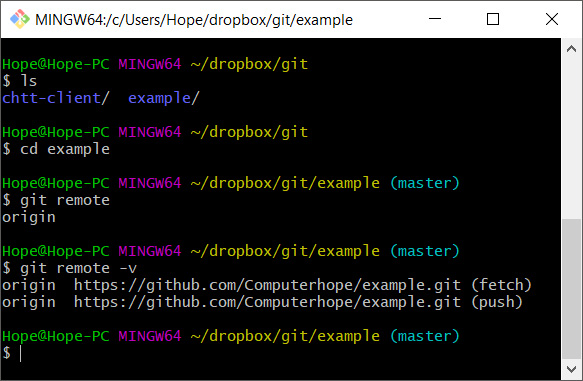 MINGW64:/c/Users/Hope/dropbox/git/example
Hope@Hope-PC MINGW64 ~/dropbox/git
$ ls
chtt-client/  example/
Hope@Hope-PC MINGW64 ~/dropbox/git
$ cd example
Hope@Hope-PC MINGW64 ~/dropbox/git/example (master)
$ git remote
origin
Hope@Hope-PC MINGW64 ~/dropbox/git/example (master)
$ git remote -v
origin  https://github.com/Computerhope/example.git (fetch)
origin  https://github.com/Computerhope/example.git (push)
Hope@Hope-PC MINGW64 ~/dropbox/git/example (master)
$